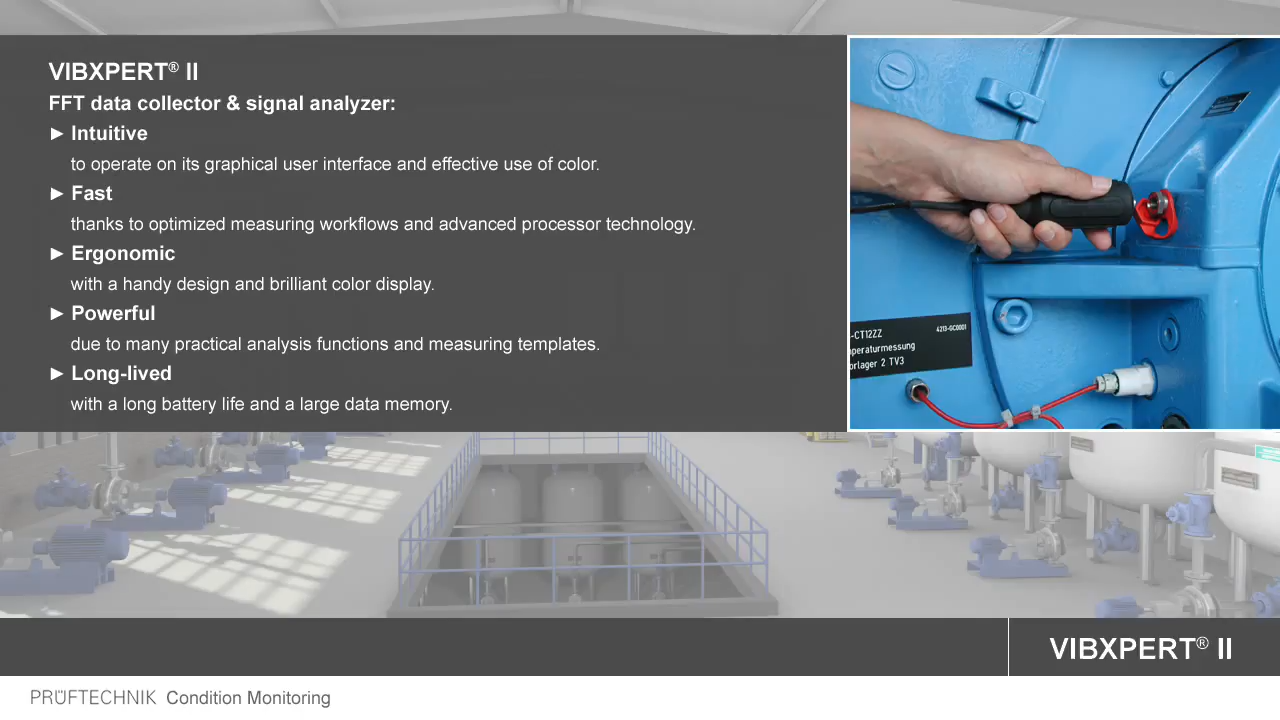 VIBXPERT® II
FFT data collector & signal analyzer:
► Intuitive
to operate on its graphical user interface and effective use of color.
► Fast
thanks to optimized measuring workflows and advanced processor technology.
► Ergonomic
with a handy design and brilliant color display.
► Powerful
due to many practical analysis functions and measuring templates.
► Long-lived
with a long battery life and a large data memory.
-CT12ZZ
4213-GC0001
peraturmessung
orlager 2 TV3
VIBXPERT® II
PRÜFTECHNIK Condition Monitoring